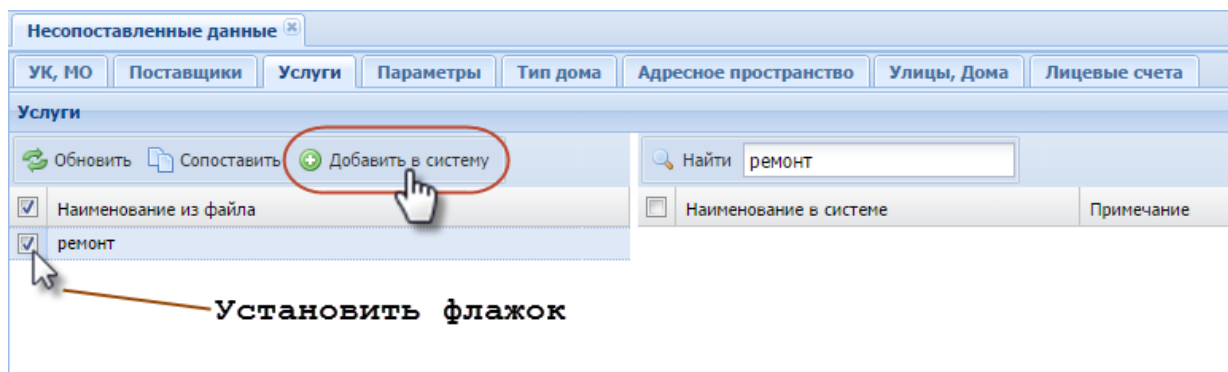 Несопоставленные данные
УК, МО Поставщики Услуги Параметры Тип дома Адресное пространство Улицы, Дома Лицевые счета
Услуги
Обновить Сопоставить Добавить в систему Найти ремонт
Наименование из файла Наименование в системе Примечание
ремонт
Установить флажок